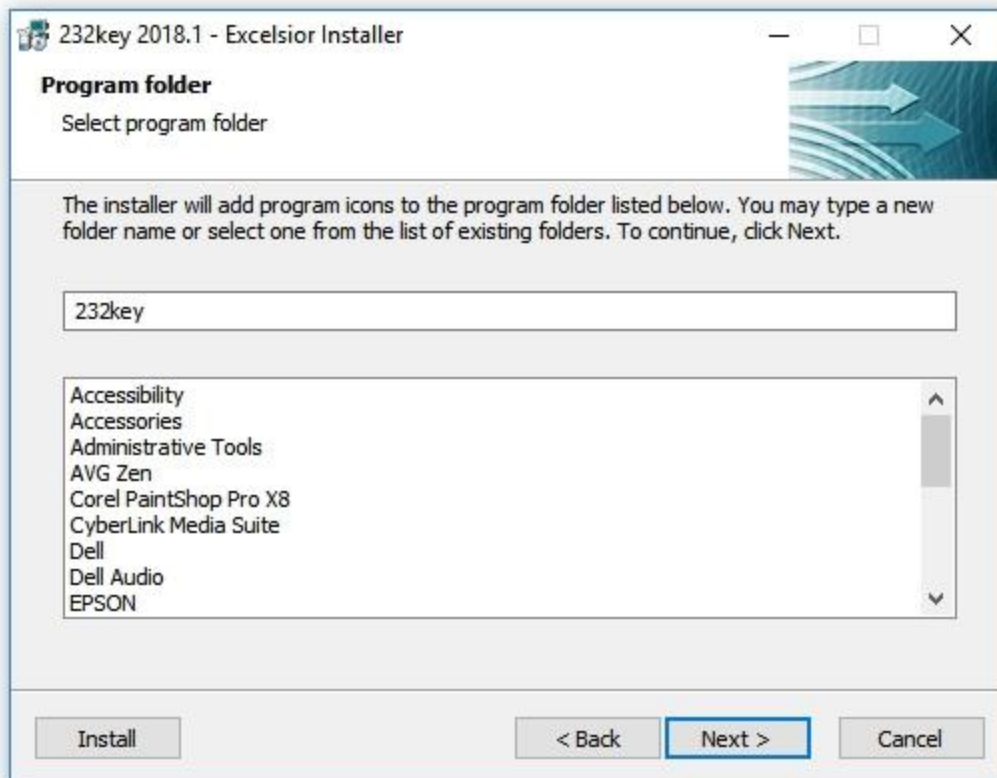 232key 2018.1 - Excelsior Installer
Program folder
Select program folder
The installer will add program icons to the program folder listed below. You may type a new
folder name or select one from the list of existing folders. To continue, click Next.
232key
Accessibility
Accessories
Administrative Tools
AVG Zen
Corel PaintShop Pro X8
CyberLink Media Suite
Dell
Dell Audio
EPSON
Install
< Back
Next >
Cancel